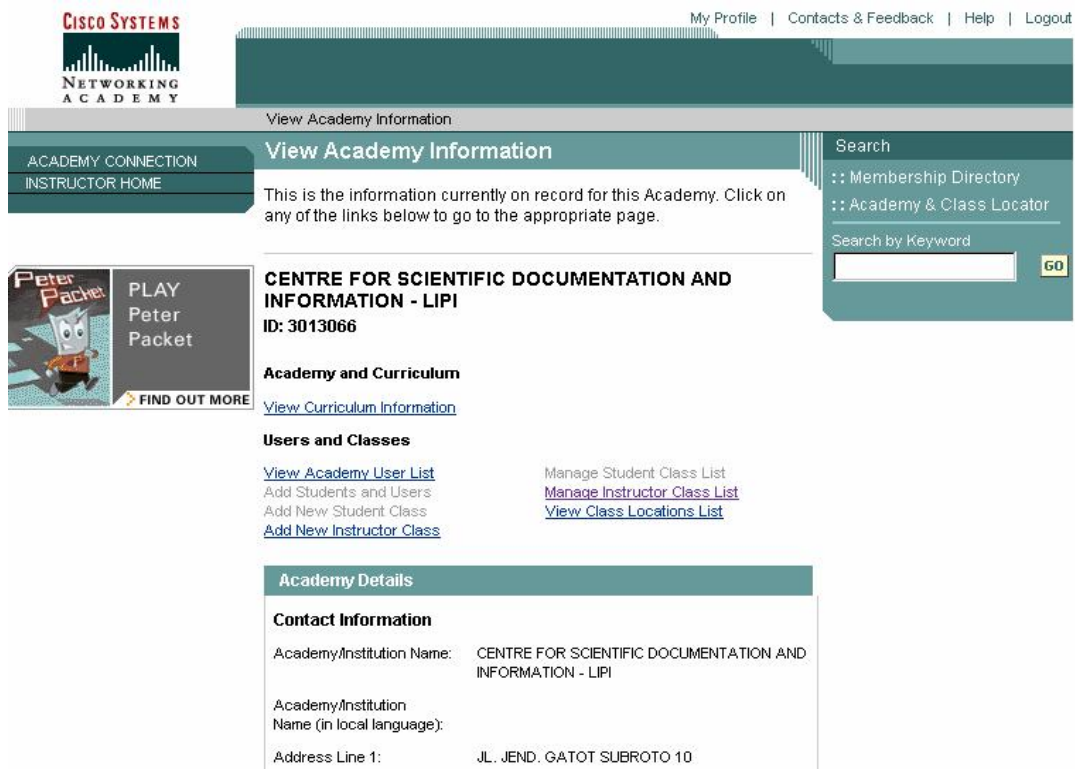 CISCO SYSTEMS
NETWORKING
ACADEMY
My Profile | Contacts & Feedback | Help | Logout
View Academy Information
ACADEMY CONNECTION
INSTRUCTOR HOME
Peter
Packet
PLAY
Peter
Packet
FIND OUT MORE
View Academy Information
This is the information currently on record for this Academy. Click on
any of the links below to go to the appropriate page.
CENTRE FOR SCIENTIFIC DOCUMENTATION AND
INFORMATION - LIPI
ID: 3013066
Academy and Curriculum
View Curriculum Information
Users and Classes
View Academy User List
Add Students and Users
Add New Student Class
Add New Instructor Class
Manage Student Class List
Manage Instructor Class List
View Class Locations List
Academy Details
Contact Information
Academy/Institution Name: CENTRE FOR SCIENTIFIC DOCUMENTATION AND
INFORMATION - LIPI
Academy/Institution
Name (in local language):
Address Line 1: JL. JEND. GATOT SUBROTO 10
Search
:: Membership Directory
:: Academy & Class Locator
Search by Keyword
GO